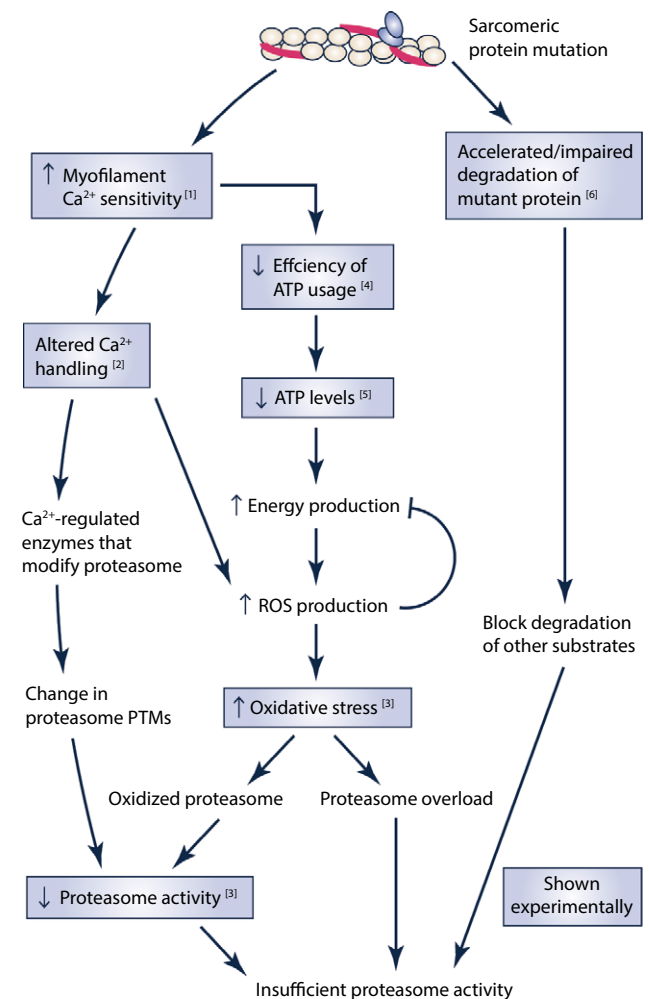 Sarcomeric
protein mutation
↑ Myofilament
Ca²⁺ sensitivity [1]
Accelerated/impaired
degradation of
mutant protein [6]
↓ Effciency of
ATP usage [4]
Altered Ca²⁺
handling [2]
↓ ATP levels [5]
↑ Energy production
Ca²⁺-regulated
enzymes that
modify proteasome
↑ ROS production
Block degradation
of other substrates
Change in
proteasome PTMs
↑ Oxidative stress [3]
Oxidized proteasome
Proteasome overload
↓ Proteasome activity [3]
Shown
experimentally
Insufficient proteasome activity